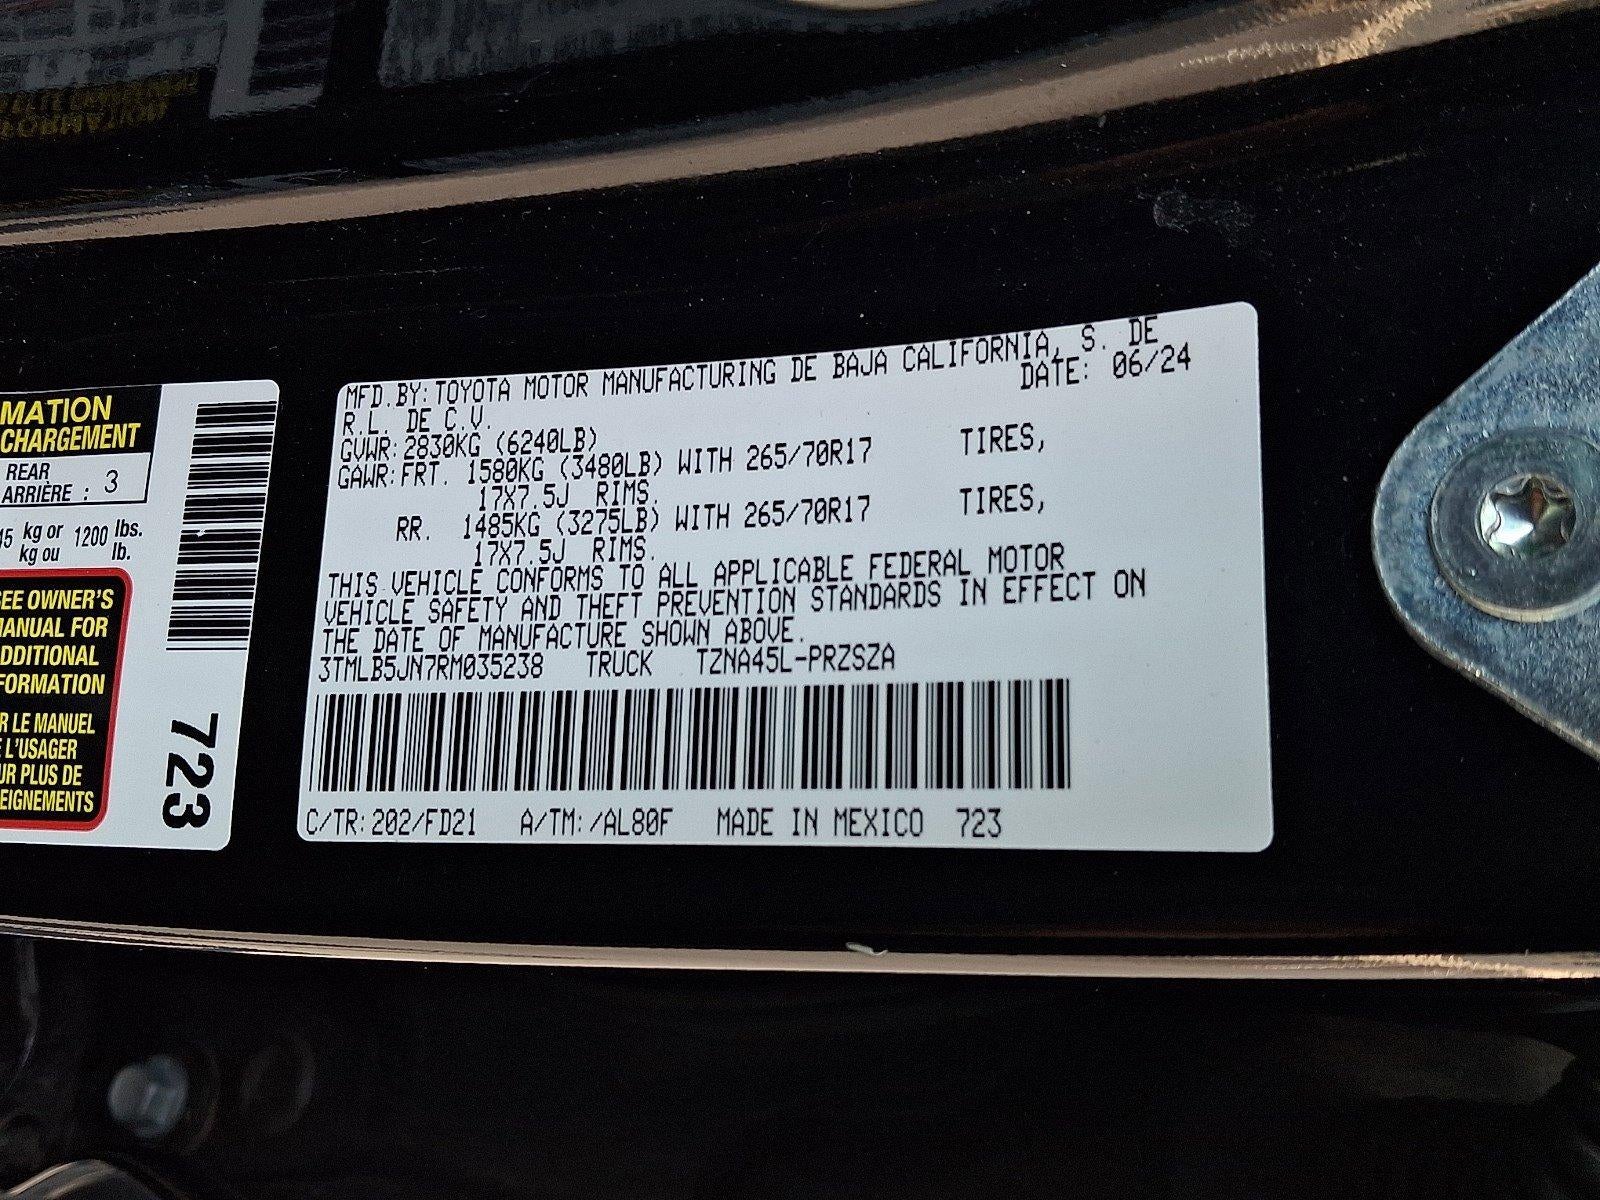 MATION
CHARGEMENT
REAR
ARRIÈRE : 3
kg or 1200 lbs.
kg ou lb.
SEE OWNER'S
MANUAL FOR
ADDITIONAL
FORMATION
R LE MANUEL
L'USAGER
UR PLUS DE
EIGNEMENTS
723
MFD.BY:TOYOTA MOTOR MANUFACTURING DE BAJA CALIFORNIA, S. DE
R.L. DE C.V. DATE: 06/24
GVWR:2830KG (6240LB)
GAWR:FRT. 1580KG (3480LB) WITH 265/70R17 TIRES,
17X7.5J RIMS.
RR. 1485KG (3275LB) WITH 265/70R17 TIRES,
17X7.5J RIMS.
THIS VEHICLE CONFORMS TO ALL APPLICABLE FEDERAL MOTOR
VEHICLE SAFETY AND THEFT PREVENTION STANDARDS IN EFFECT ON
THE DATE OF MANUFACTURE SHOWN ABOVE.
3TMLB5JN7RM035238 TRUCK TZNA45L-PRZSZA
C/TR:202/FD21 A/TM:/AL80F MADE IN MEXICO 723